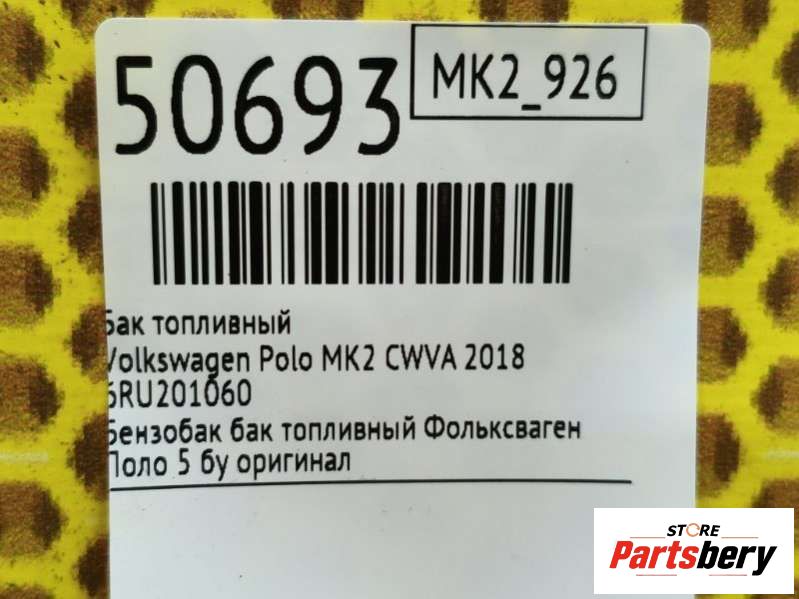 50693
MK2_926
Бак топливный
Volkswagen Polo MK2 CWVA 2018
6RU201060
Бензобак бак топливный Фольксваген
Поло 5 бу оригинал
STORE
Partsbery